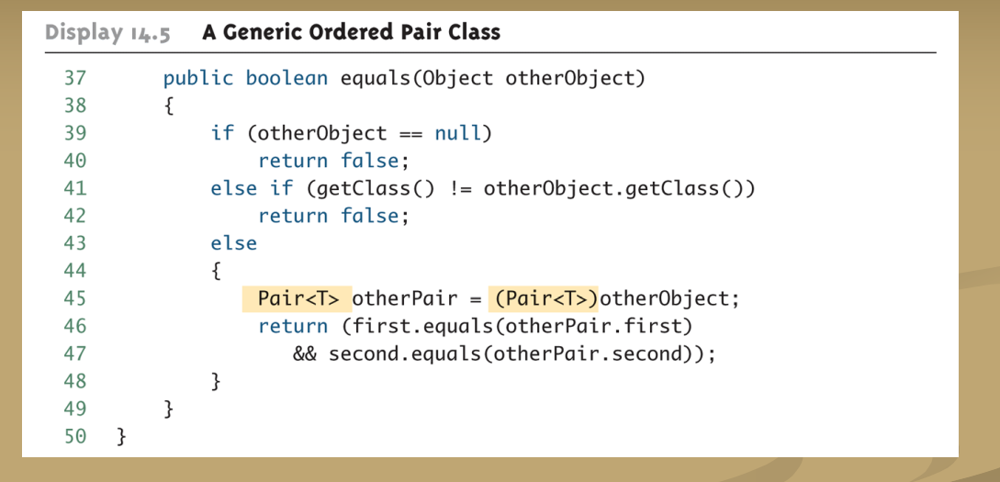 Display 14.5 A Generic Ordered Pair Class
37 public boolean equals(Object otherObject)
38 {
39 if (otherObject == null)
40 return false;
41 else if (getClass() != otherObject.getClass())
42 return false;
43 else
44 {
45 Pair<T> otherPair = (Pair<T>)otherObject;
46 return (first.equals(otherPair.first)
47 && second.equals(otherPair.second));
48 }
49 }
50 }